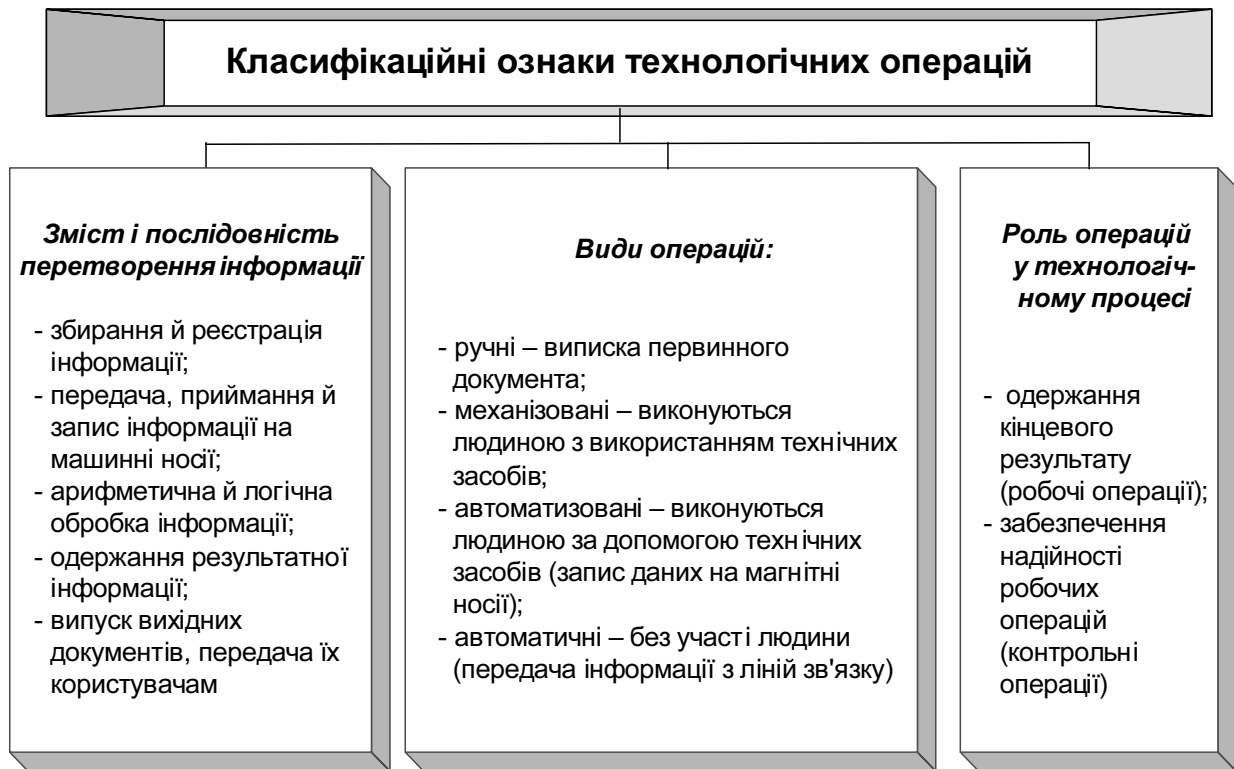 Класифікаційні ознаки технологічних операцій
Зміст і послідовність
перетворення інформації
- збирання й реєстрація
інформації;
- передача, приймання й
запис інформації на
машинні носії;
- арифметична й логічна
обробка інформації;
- одержання результатної
інформації;
- випуск вихідних
документів, передача їх
користувачам
Види операцій:
- ручні – виписка первинного
документа;
- механізовані – виконуються
людиною з використанням технічних
засобів;
- автоматизовані – виконуються
людиною за допомогою технічних
засобів (запис даних на магнітні
носії);
- автоматичні – без участі людини
(передача інформації з ліній зв'язку)
Роль операцій
у технологіч-
ному процесі
- одержання
кінцевого
результату
(робочі операції);
- забезпечення
надійності
робочих
операцій
(контрольні
операції)